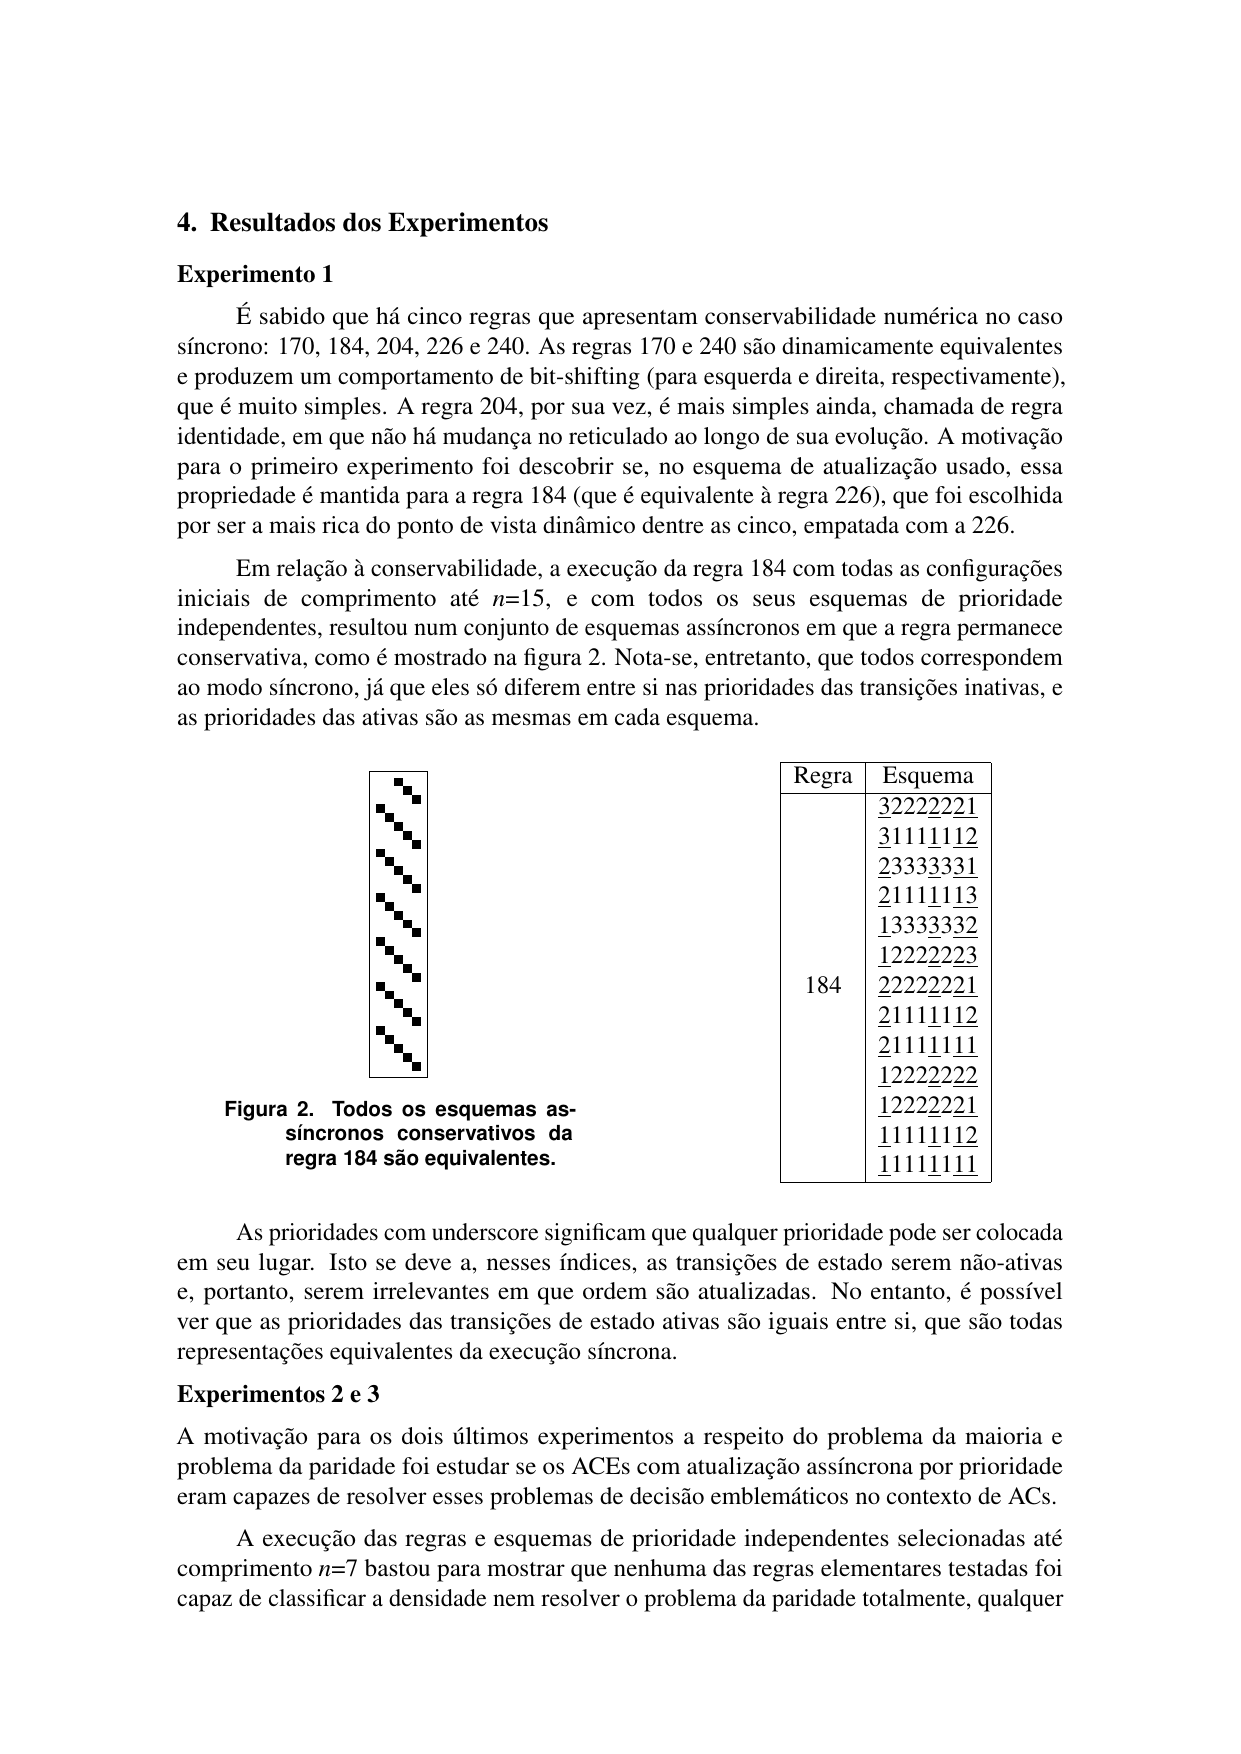 4. Resultados dos Experimentos
Experimento 1
É sabido que há cinco regras que apresentam conservabilidade numérica no caso
síncrono: 170, 184, 204, 226 e 240. As regras 170 e 240 são dinamicamente equivalentes
e produzem um comportamento de bit-shifting (para esquerda e direita, respectivamente),
que é muito simples. A regra 204, por sua vez, é mais simples ainda, chamada de regra
identidade, em que não há mudança no reticulado ao longo de sua evolução. A motivação
para o primeiro experimento foi descobrir se, no esquema de atualização usado, essa
propriedade é mantida para a regra 184 (que é equivalente à regra 226), que foi escolhida
por ser a mais rica do ponto de vista dinâmico dentre as cinco, empatada com a 226.
Em relação à conservabilidade, a execução da regra 184 com todas as configurações
iniciais de comprimento até n=15, e com todos os seus esquemas de prioridade
independentes, resultou num conjunto de esquemas assíncronos em que a regra permanece
conservativa, como é mostrado na figura 2. Nota-se, entretanto, que todos correspondem
ao modo síncrono, já que eles só diferem entre si nas prioridades das transições inativas, e
as prioridades das ativas são as mesmas em cada esquema.
Figura 2. Todos os esquemas as-
síncronos conservativos da
regra 184 são equivalentes.
Regra Esquema
32222221
31111112
23333331
21111113
13333332
12222223
184 22222221
21111112
21111111
12222222
12222221
11111112
11111111
As prioridades com underscore significam que qualquer prioridade pode ser colocada
em seu lugar. Isto se deve a, nesses índices, as transições de estado serem não-ativas
e, portanto, serem irrelevantes em que ordem são atualizadas. No entanto, é possível
ver que as prioridades das transições de estado ativas são iguais entre si, que são todas
representações equivalentes da execução síncrona.
Experimentos 2 e 3
A motivação para os dois últimos experimentos a respeito do problema da maioria e
problema da paridade foi estudar se os ACEs com atualização assíncrona por prioridade
eram capazes de resolver esses problemas de decisão emblemáticos no contexto de ACs.
A execução das regras e esquemas de prioridade independentes selecionadas até
comprimento n=7 bastou para mostrar que nenhuma das regras elementares testadas foi
capaz de classificar a densidade nem resolver o problema da paridade totalmente, qualquer